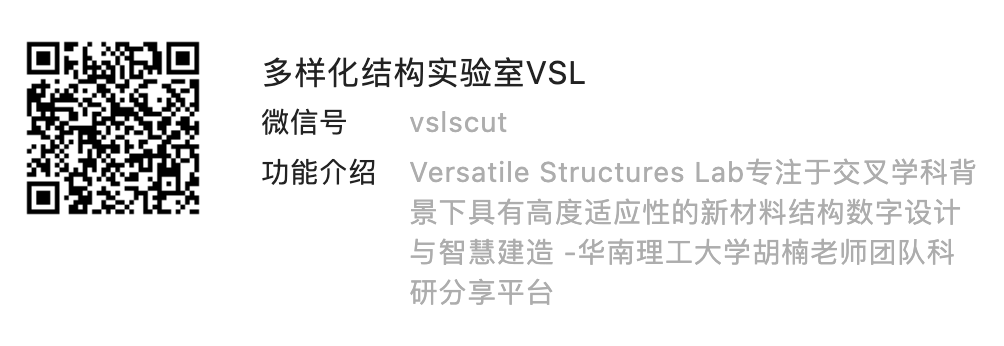 多样化结构实验室VSL
微信号 vslscut
功能介绍 Versatile Structures Lab专注于交叉学科背
景下具有高度适应性的新材料结构数字设计
与智慧建造 -华南理工大学胡楠老师团队科
研分享平台